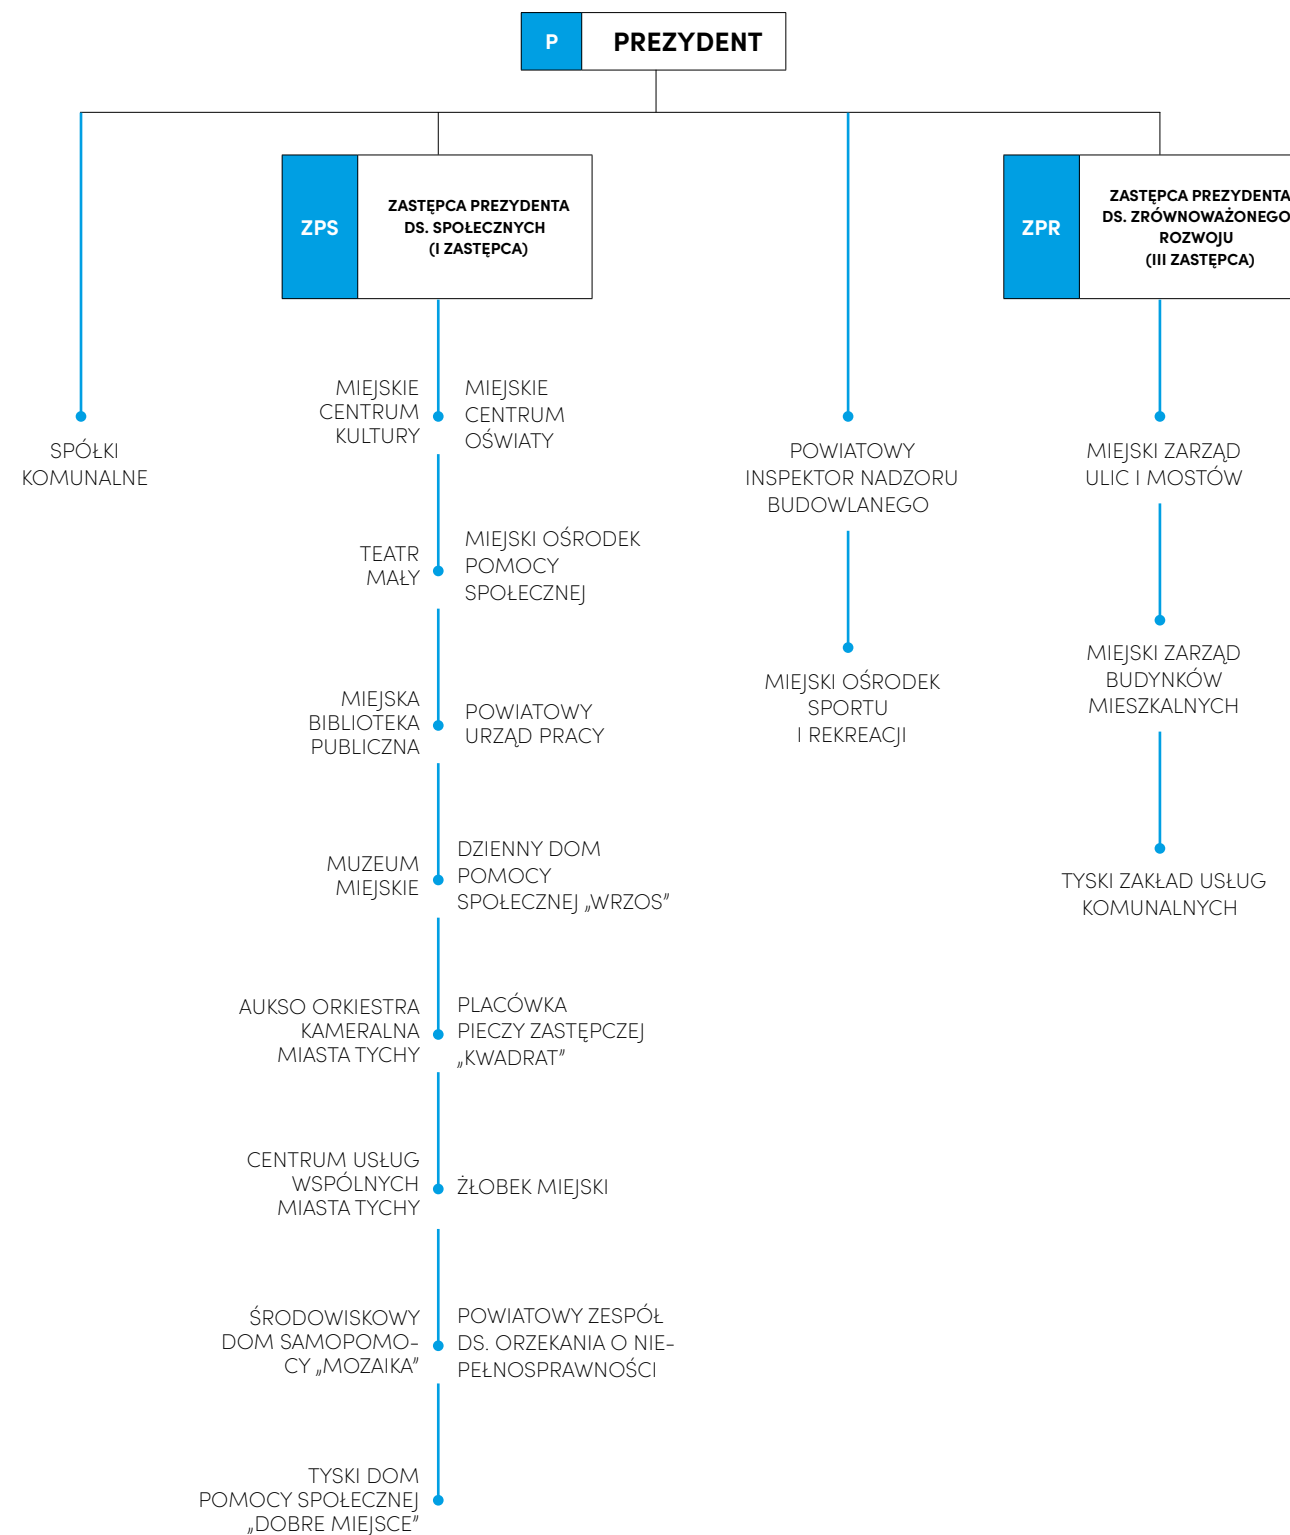 P
PREZYDENT
ZPS
ZASTĘPCA PREZYDENTA
DS. SPOŁECZNYCH
(I ZASTĘPCA)
ZPR
ZASTĘPCA PREZYDENTA
DS. ZRÓWNOWAŻONEGO
ROZWOJU
(III ZASTĘPCA)
SPÓŁKI
KOMUNALNE
MIEJSKIE
CENTRUM
KULTURY
MIEJSKIE
CENTRUM
OŚWIATY
TEATR
MAŁY
MIEJSKI OŚRODEK
POMOCY
SPOŁECZNEJ
MIEJSKA
BIBLIOTEKA
PUBLICZNA
POWIATOWY
URZĄD PRACY
MUZEUM
MIEJSKIE
DZIENNY DOM
POMOCY
SPOŁECZNEJ „WRZOS”
AUKSO ORKIESTRA
KAMERALNA
MIASTA TYCHY
PLACÓWKA
PIECZY ZASTĘPCZEJ
„KWADRAT”
CENTRUM USŁUG
WSPÓLNYCH
MIASTA TYCHY
ŻŁOBEK MIEJSKI
ŚRODOWISKOWY
DOM SAMOPOMO-
CY „MOZAIKA”
POWIATOWY ZESPÓŁ
DS. ORZEKANIA O NIE-
PEŁNOSPRAWNOŚCI
TYSKI DOM
POMOCY SPOŁECZNEJ
„DOBRE MIEJSCE”
POWIATOWY
INSPEKTOR NADZORU
BUDOWLANEGO
MIEJSKI OŚRODEK
SPORTU
I REKREACJI
MIEJSKI ZARZĄD
ULIC I MOSTÓW
MIEJSKI ZARZĄD
BUDYNKÓW
MIESZKALNYCH
TYSKI ZAKŁAD USŁUG
KOMUNALNYCH